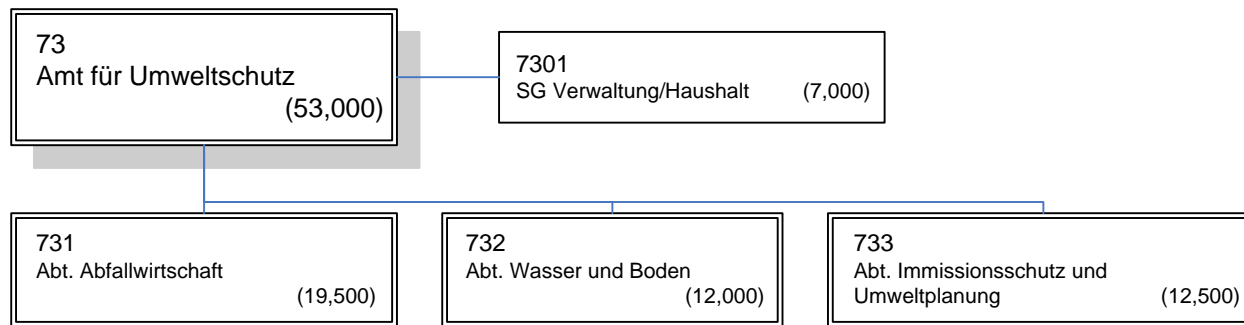 73
Amt für Umweltschutz
(53,000)
7301
SG Verwaltung/Haushalt (7,000)
731
Abt. Abfallwirtschaft
(19,500)
732
Abt. Wasser und Boden
(12,000)
733
Abt. Immissionsschutz und
Umweltplanung (12,500)